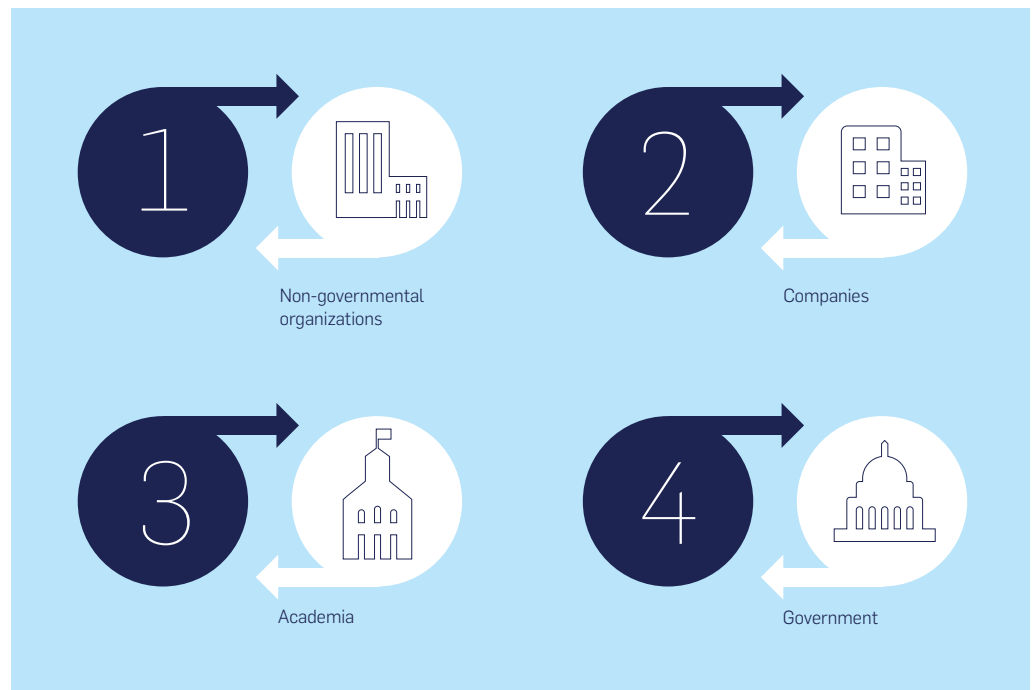 1
2
Non-governmental
organizations
Companies
3
4
Academia
Government